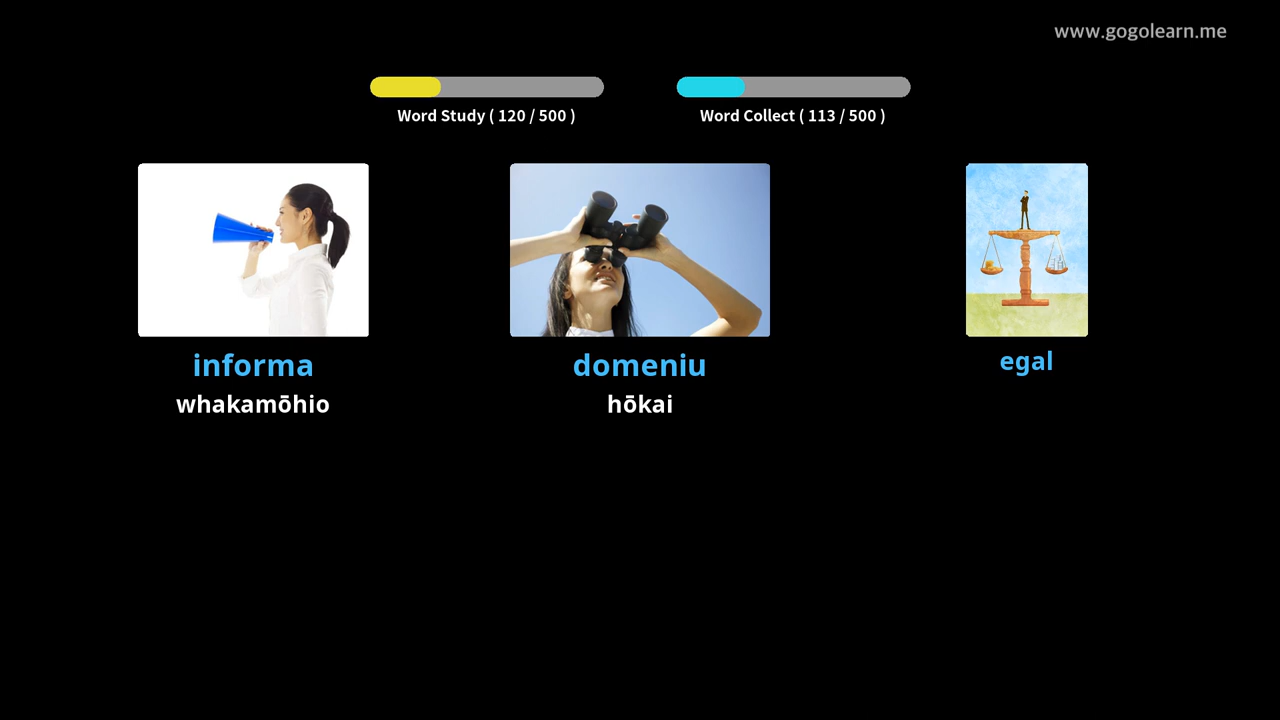 www.gogolearn.me
Word Study ( 120 / 500 )
Word Collect ( 113 / 500 )
informa
whakamōhio
domeniu
hōkai
egal